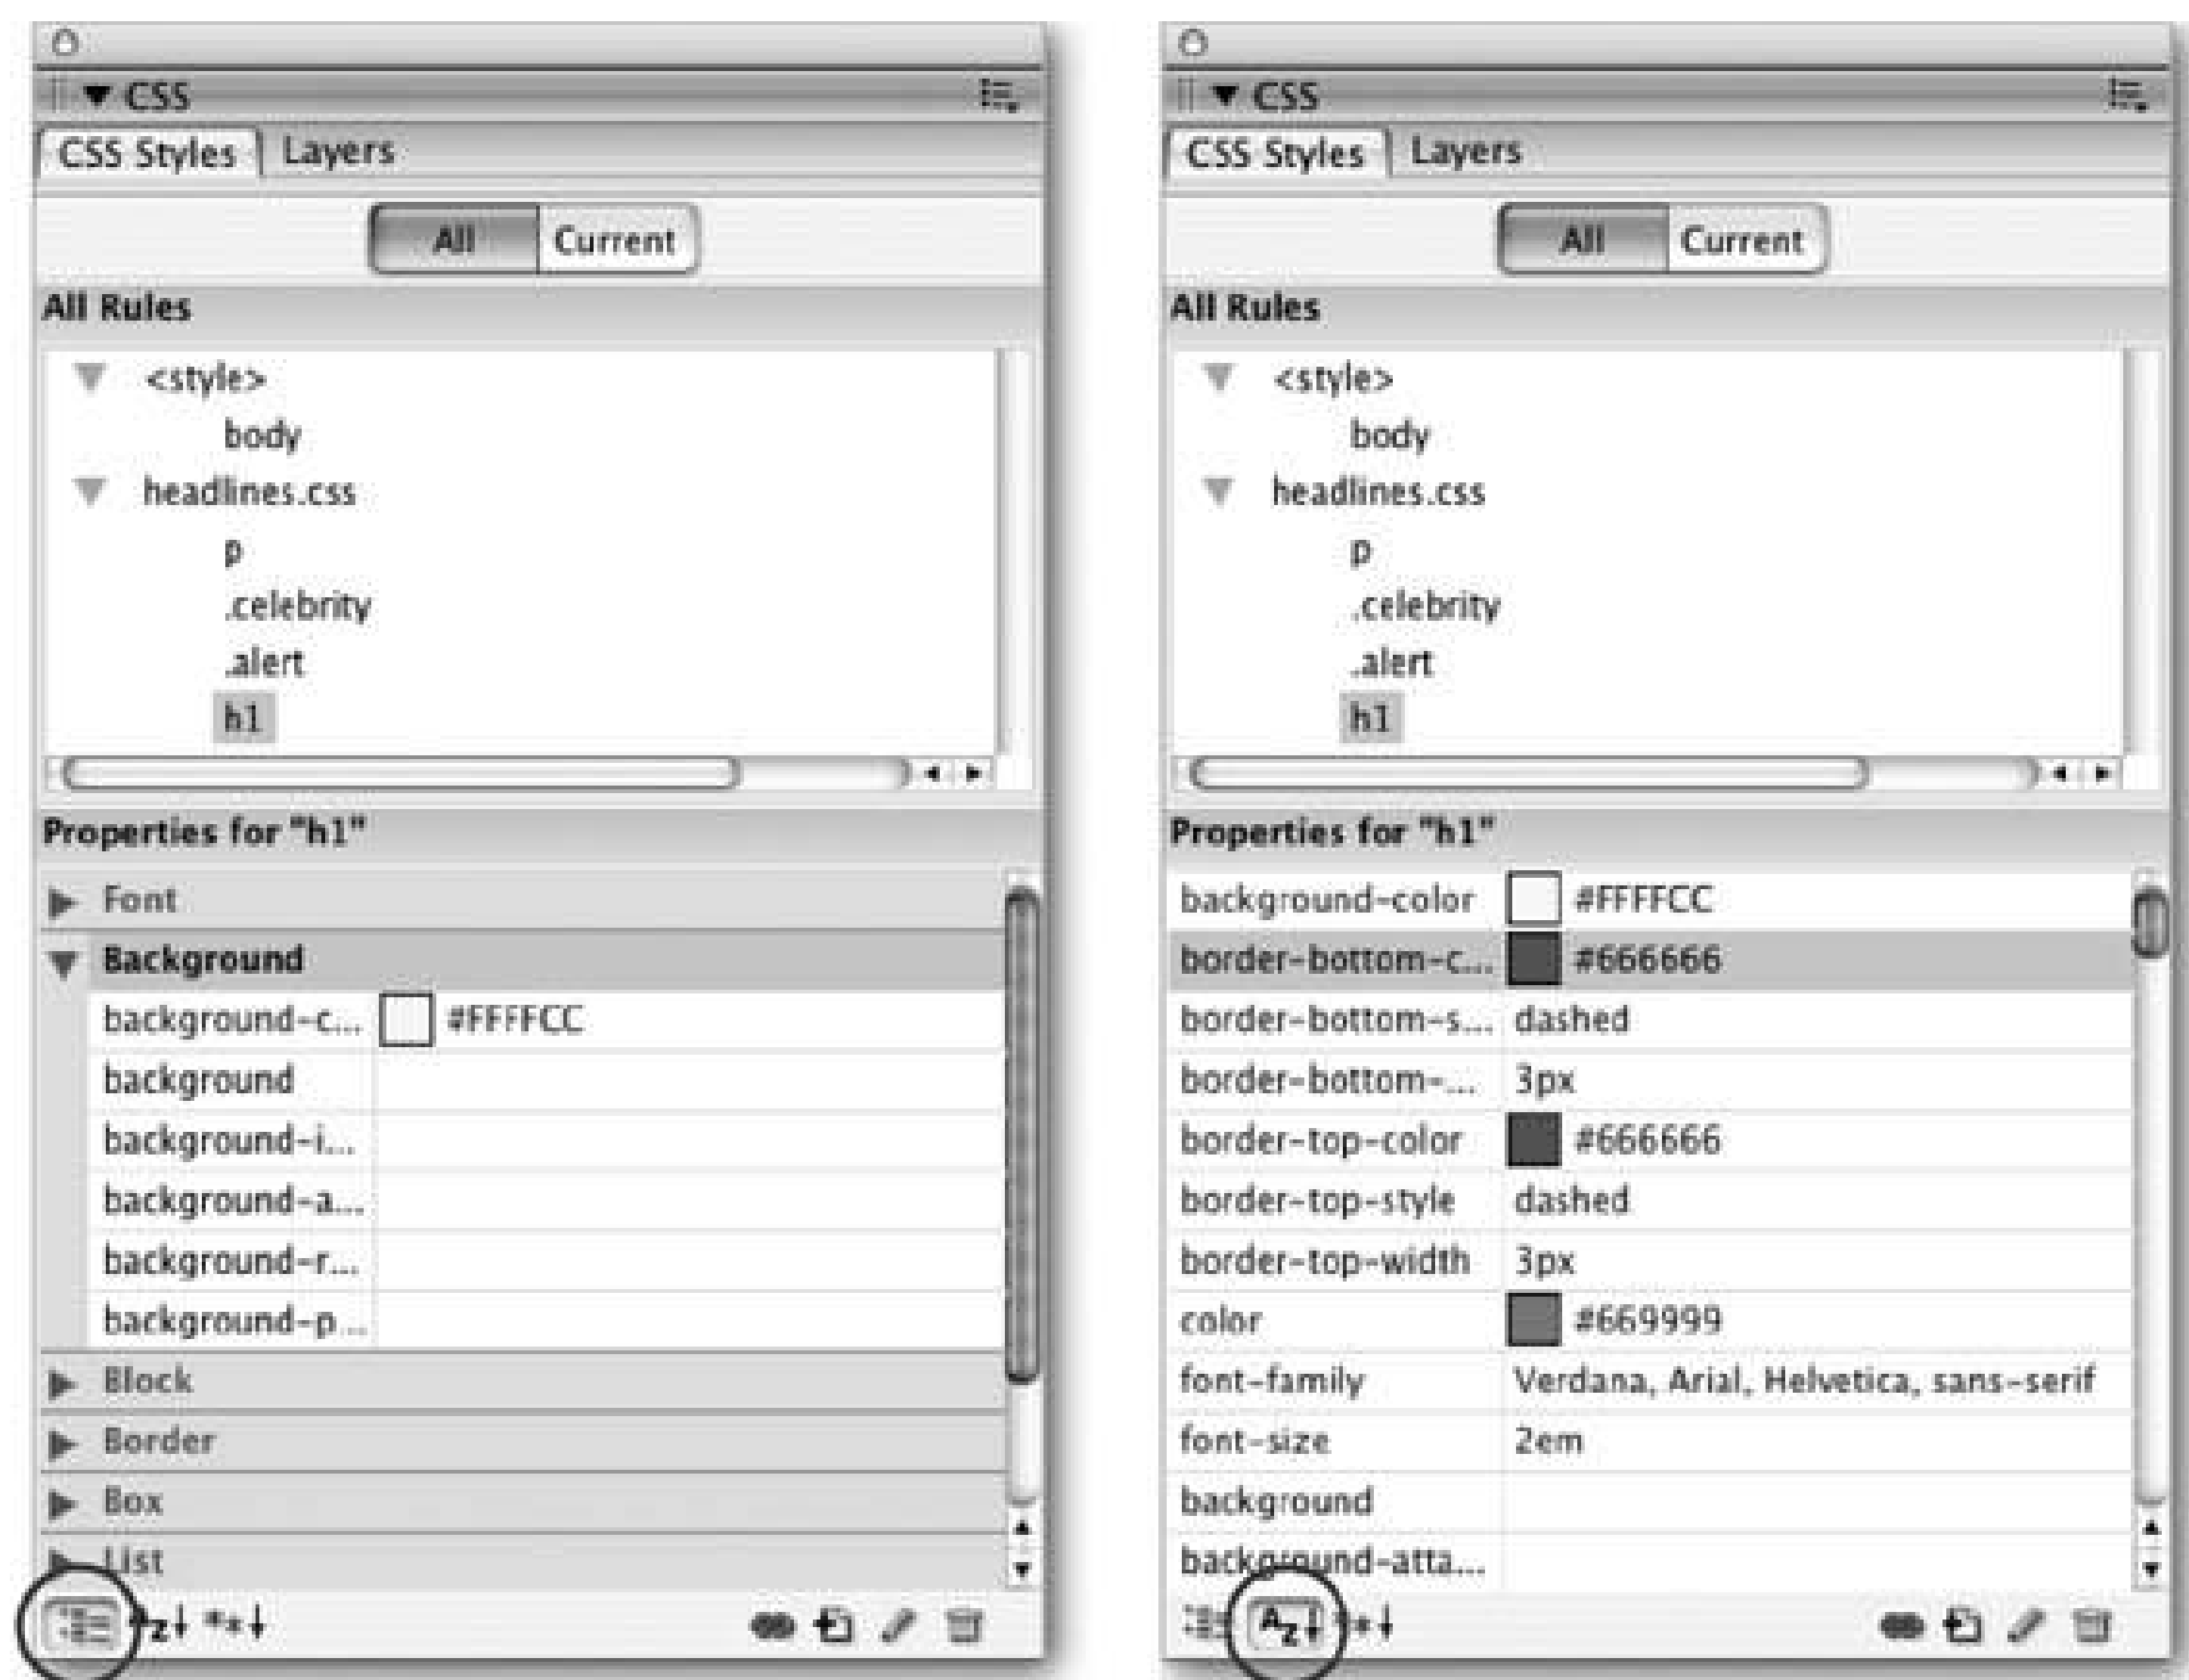 CSS
CSS Styles Layers
All Current
All Rules
<style>
body
headlines.css
p
.celebrity
.alert
h1
Properties for "h1"
Font
Background
background-c... #FFFFCC
background
background-i...
background-a...
background-r...
background-p...
Block
Border
Box
List
CSS
CSS Styles Layers
All Current
All Rules
<style>
body
headlines.css
p
.celebrity
.alert
h1
Properties for "h1"
background-color #FFFFCC
border-bottom-c... #666666
border-bottom-s... dashed
border-bottom-... 3px
border-top-color #666666
border-top-style dashed
border-top-width 3px
color #669999
font-family Verdana, Arial, Helvetica, sans-serif
font-size 2em
background
background-atta...
Az